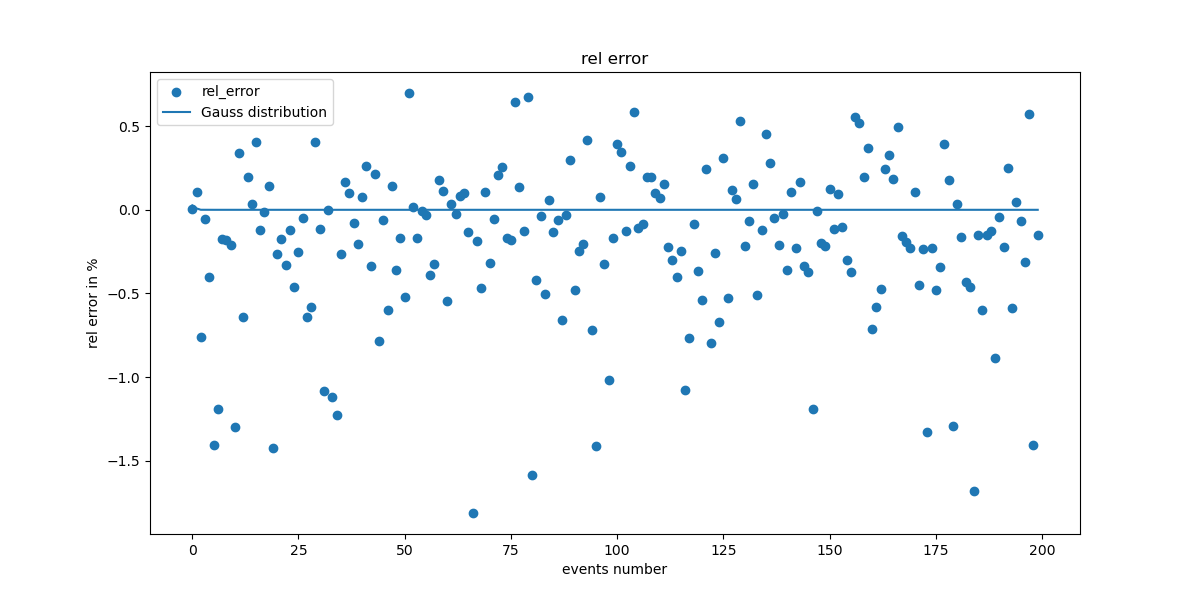 rel error
rel_error
Gauss distribution
rel error in %
0.5
0.0
−0.5
−1.0
−1.5
0 25 50 75 100 125 150 175 200
events number